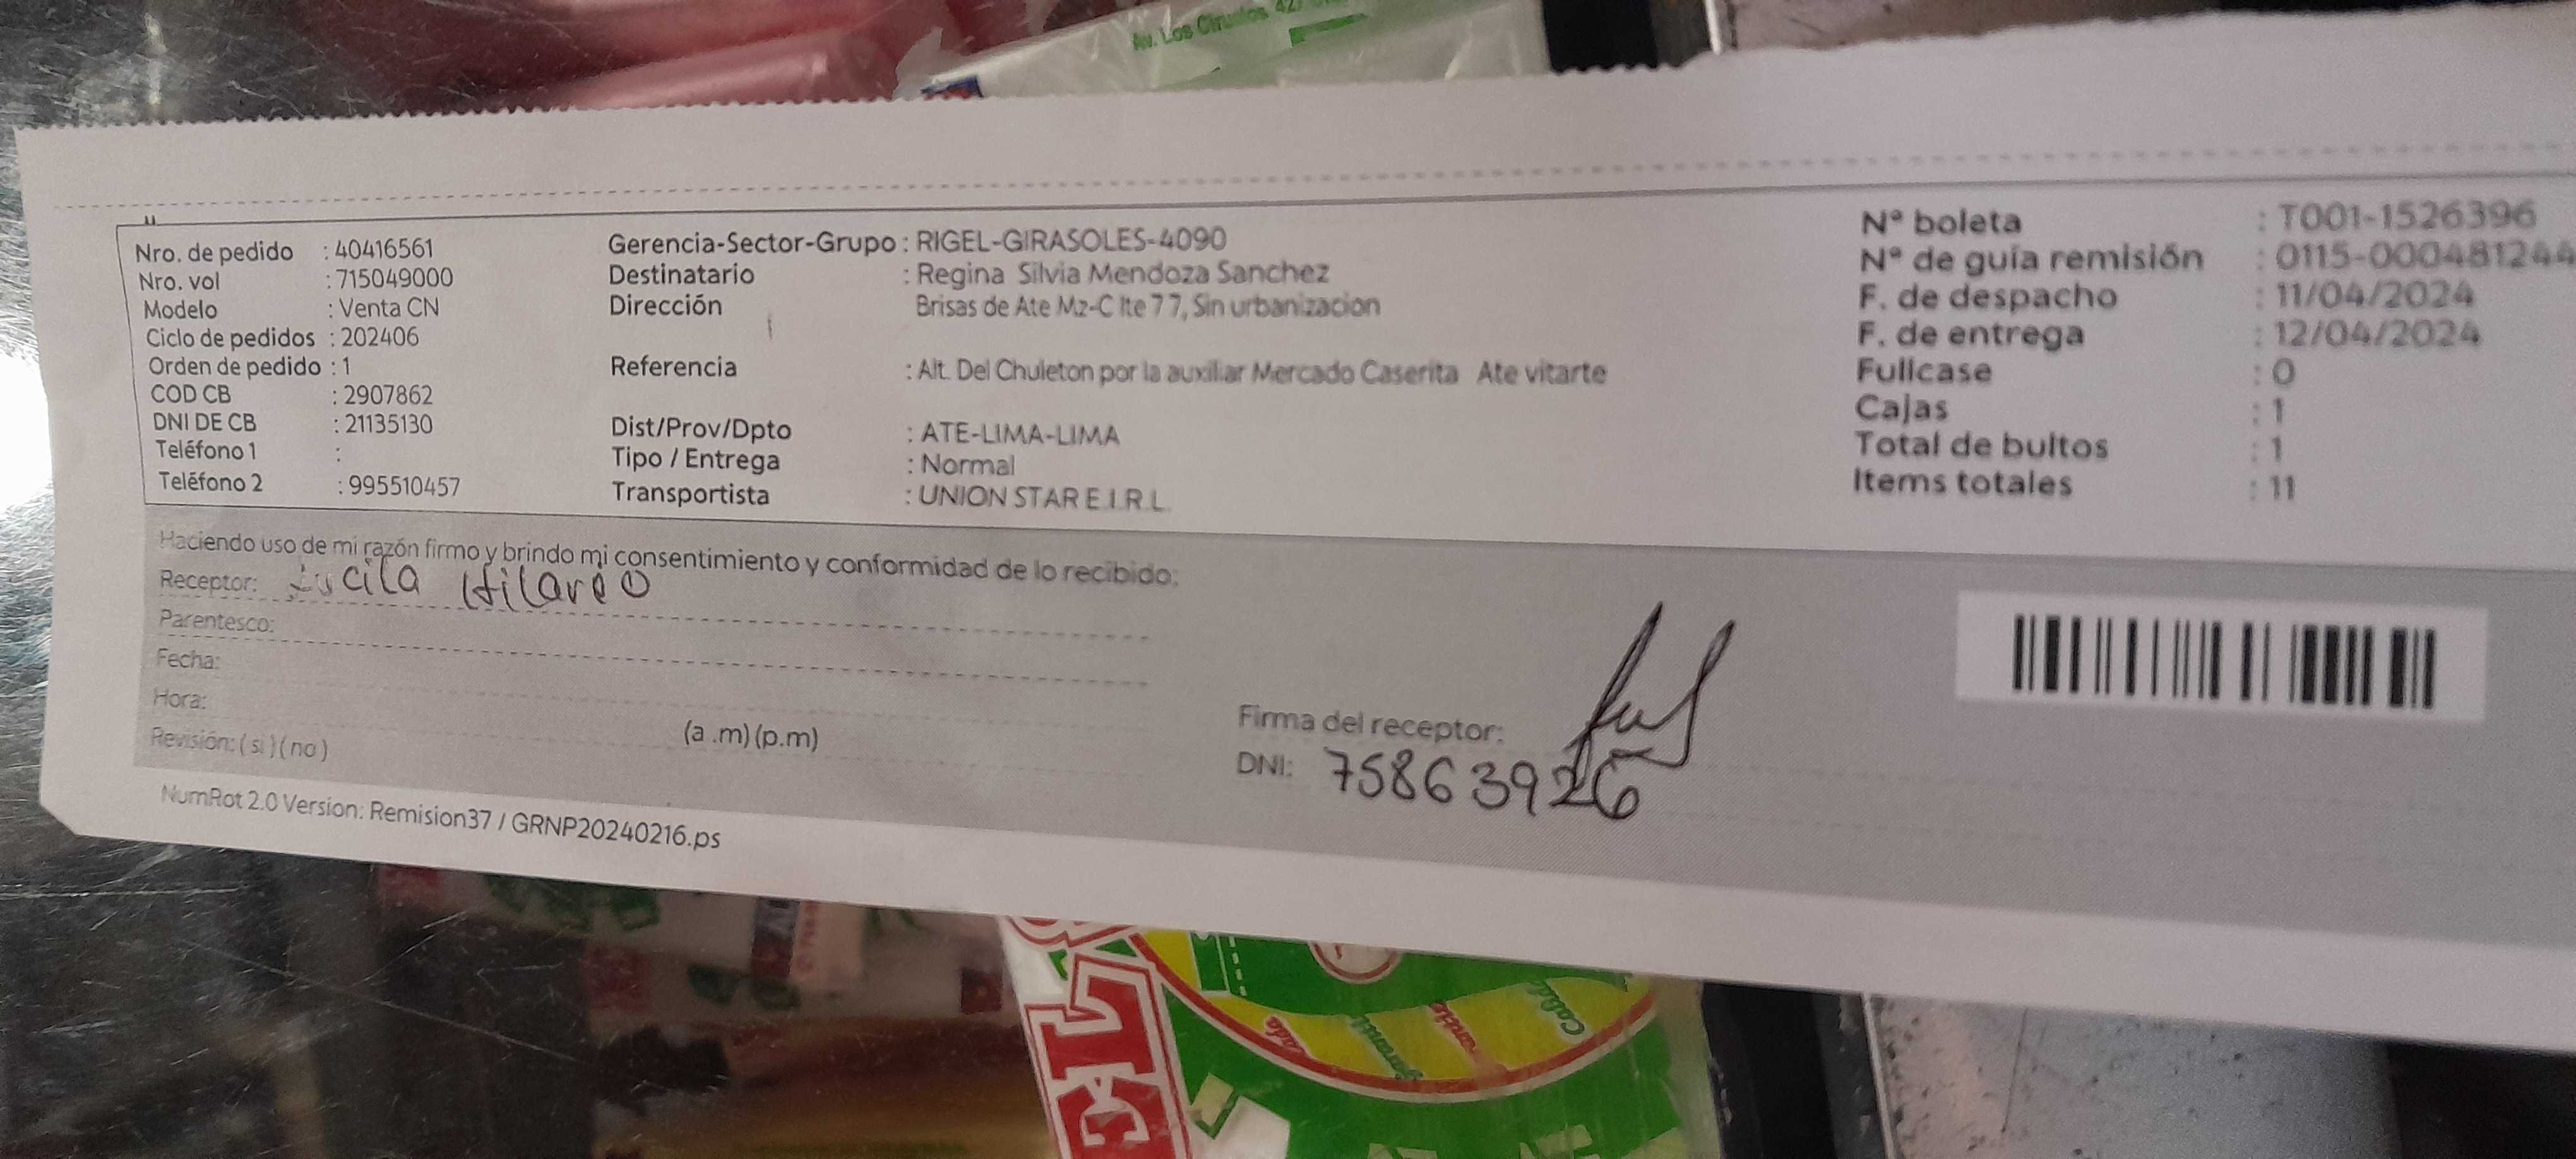 Av. Los Ciruelos 427
Nro. de pedido : 40416561
Nro. vol : 715049000
Modelo : Venta CN
Ciclo de pedidos : 202406
Orden de pedido : 1
COD CB : 2907862
DNI DE CB : 21135130
Teléfono 1 :
Teléfono 2 : 995510457
Gerencia-Sector-Grupo : RIGEL-GIRASOLES-4090
Destinatario : Regina Silvia Mendoza Sanchez
Dirección Brisas de Ate Mz-C lte 77, Sin urbanizacion
Referencia : Alt. Del Chuleton por la auxiliar Mercado Caserita Ate vitarte
Dist/Prov/Dpto : ATE-LIMA-LIMA
Tipo / Entrega : Normal
Transportista : UNION STAR E.I.R.L.
N° boleta : T001-1526396
N° de guía remisión : 0115-000481244
F. de despacho : 11/04/2024
F. de entrega : 12/04/2024
Fullcase : 0
Cajas : 1
Total de bultos : 1
Items totales : 11
Haciendo uso de mi razón firmo y brindo mi consentimiento y conformidad de lo recibido:
Receptor: Lucila Hilareo
Parentesco:
Fecha:
Hora: (a .m) (p.m)
Revisión: ( si ) ( no )
Firma del receptor:
DNI: 75863926
NumRot 2.0 Version: Remision37 / GRNP20240216.ps